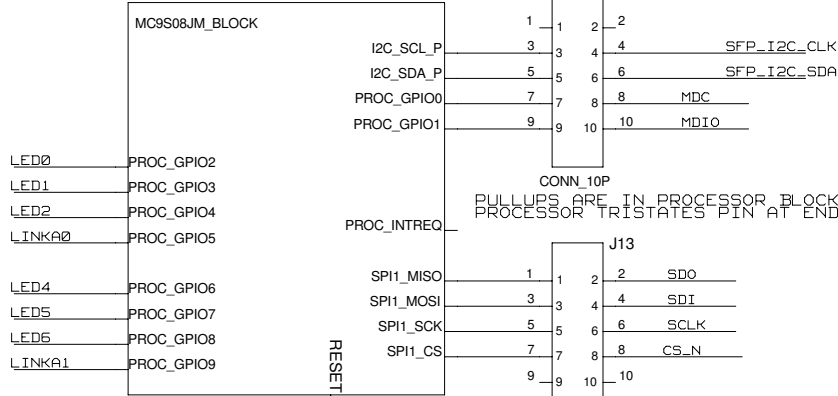 MC9S08JM_BLOCK
1 1 2 2
I2C_SCL_P 3 3 4 4 SFP_I2C_CLK
I2C_SDA_P 5 5 6 6 SFP_I2C_SDA
PROC_GPIO0 7 7 8 8 MDC
PROC_GPIO1 9 9 10 10 MDIO
LED0 PROC_GPIO2
CONN_10P
LED1 PROC_GPIO3
PULLUPS ARE IN PROCESSOR BLOCK
LED2 PROC_GPIO4
PROCESSOR TRISTATES PIN AT END
PROC_INTREQ
LINKA0 PROC_GPIO5
J13
SPI1_MISO 1 1 2 2 SDO
LED4 PROC_GPIO6
SPI1_MOSI 3 3 4 4 SDI
LED5 PROC_GPIO7
SPI1_SCK 5 5 6 6 SCLK
LED6 PROC_GPIO8
SPI1_CS 7 7 8 8 CS_N
LINKA1 PROC_GPIO9
RESET
9 9 10 10